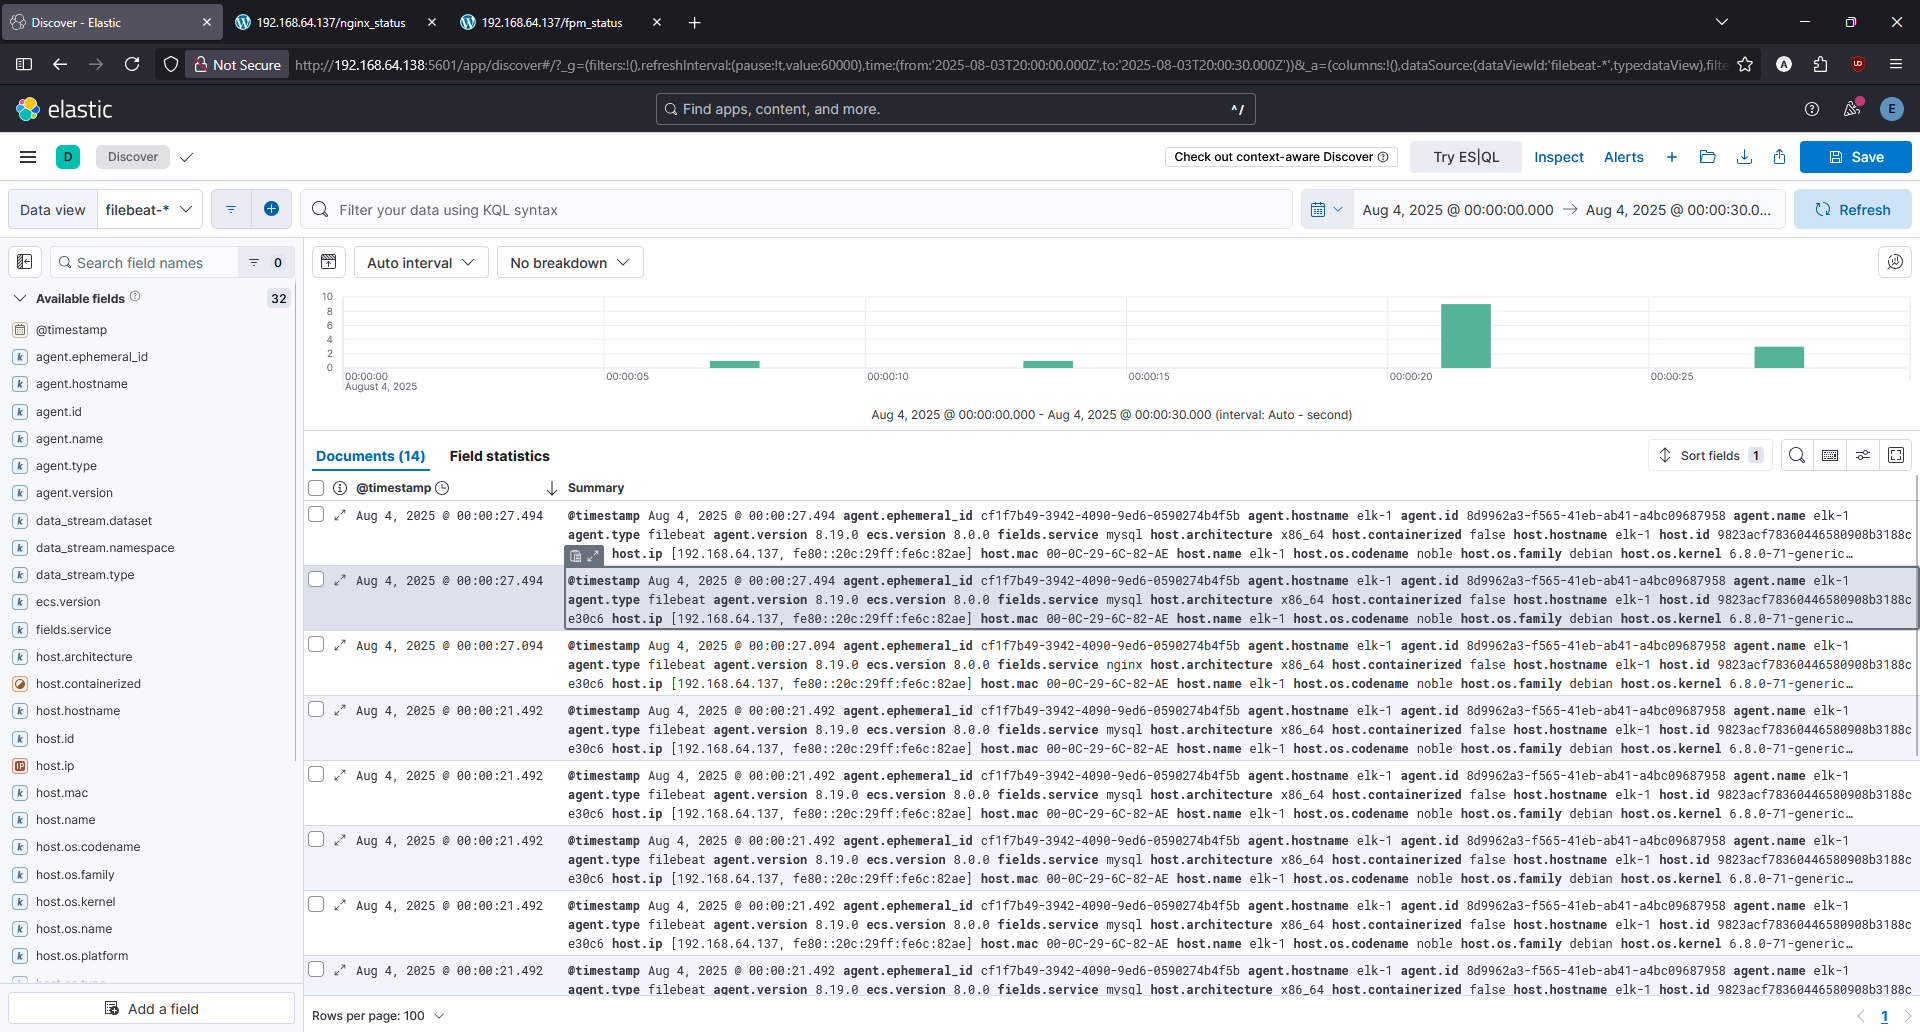 Discover - Elastic
192.168.64.137/nginx_status
192.168.64.137/fpm_status
Not Secure
http://192.168.64.138:5601/app/discover#/?_g=(filters:!(),refreshInterval:(pause:!t,value:60000),time:(from:'2025-08-03T20:00:00.000Z',to:'2025-08-03T20:00:30.000Z'))&_a=(columns:!(),dataSource:(dataViewId:'filebeat-*',type:dataView),filte
elastic
Find apps, content, and more.
^/
E
D
Discover
Check out context-aware Discover
Try ES|QL
Inspect
Alerts
Save
Data view
filebeat-*
Filter your data using KQL syntax
Aug 4, 2025 @ 00:00:00.000
Aug 4, 2025 @ 00:00:30.0...
Refresh
Search field names
0
Auto interval
No breakdown
Available fields
32
@timestamp
agent.ephemeral_id
agent.hostname
agent.id
agent.name
agent.type
agent.version
data_stream.dataset
data_stream.namespace
data_stream.type
ecs.version
fields.service
host.architecture
host.containerized
host.hostname
host.id
host.ip
host.mac
host.name
host.os.codename
host.os.family
host.os.kernel
host.os.name
host.os.platform
Add a field
10
8
6
4
2
0
00:00:00
August 4, 2025
00:00:05
00:00:10
00:00:15
00:00:20
00:00:25
Aug 4, 2025 @ 00:00:00.000 - Aug 4, 2025 @ 00:00:30.000 (interval: Auto - second)
Documents (14)
Field statistics
Sort fields 1
@timestamp
Summary
Aug 4, 2025 @ 00:00:27.494
@timestamp Aug 4, 2025 @ 00:00:27.494 agent.ephemeral_id cf1f7b49-3942-4090-9ed6-0590274b4f5b agent.hostname elk-1 agent.id 8d9962a3-f565-41eb-ab41-a4bc09687958 agent.name elk-1
agent.type filebeat agent.version 8.19.0 ecs.version 8.0.0 fields.service mysql host.architecture x86_64 host.containerized false host.hostname elk-1 host.id 9823acf78360446580908b3188c
host.ip [192.168.64.137, fe80::20c:29ff:fe6c:82ae] host.mac 00-0C-29-6C-82-AE host.name elk-1 host.os.codename noble host.os.family debian host.os.kernel 6.8.0-71-generic…
Aug 4, 2025 @ 00:00:27.494
@timestamp Aug 4, 2025 @ 00:00:27.494 agent.ephemeral_id cf1f7b49-3942-4090-9ed6-0590274b4f5b agent.hostname elk-1 agent.id 8d9962a3-f565-41eb-ab41-a4bc09687958 agent.name elk-1
agent.type filebeat agent.version 8.19.0 ecs.version 8.0.0 fields.service mysql host.architecture x86_64 host.containerized false host.hostname elk-1 host.id 9823acf78360446580908b3188c
e30c6 host.ip [192.168.64.137, fe80::20c:29ff:fe6c:82ae] host.mac 00-0C-29-6C-82-AE host.name elk-1 host.os.codename noble host.os.family debian host.os.kernel 6.8.0-71-generic…
Aug 4, 2025 @ 00:00:27.094
@timestamp Aug 4, 2025 @ 00:00:27.094 agent.ephemeral_id cf1f7b49-3942-4090-9ed6-0590274b4f5b agent.hostname elk-1 agent.id 8d9962a3-f565-41eb-ab41-a4bc09687958 agent.name elk-1
agent.type filebeat agent.version 8.19.0 ecs.version 8.0.0 fields.service nginx host.architecture x86_64 host.containerized false host.hostname elk-1 host.id 9823acf78360446580908b3188c
e30c6 host.ip [192.168.64.137, fe80::20c:29ff:fe6c:82ae] host.mac 00-0C-29-6C-82-AE host.name elk-1 host.os.codename noble host.os.family debian host.os.kernel 6.8.0-71-generic…
Aug 4, 2025 @ 00:00:21.492
@timestamp Aug 4, 2025 @ 00:00:21.492 agent.ephemeral_id cf1f7b49-3942-4090-9ed6-0590274b4f5b agent.hostname elk-1 agent.id 8d9962a3-f565-41eb-ab41-a4bc09687958 agent.name elk-1
agent.type filebeat agent.version 8.19.0 ecs.version 8.0.0 fields.service mysql host.architecture x86_64 host.containerized false host.hostname elk-1 host.id 9823acf78360446580908b3188c
e30c6 host.ip [192.168.64.137, fe80::20c:29ff:fe6c:82ae] host.mac 00-0C-29-6C-82-AE host.name elk-1 host.os.codename noble host.os.family debian host.os.kernel 6.8.0-71-generic…
Aug 4, 2025 @ 00:00:21.492
@timestamp Aug 4, 2025 @ 00:00:21.492 agent.ephemeral_id cf1f7b49-3942-4090-9ed6-0590274b4f5b agent.hostname elk-1 agent.id 8d9962a3-f565-41eb-ab41-a4bc09687958 agent.name elk-1
agent.type filebeat agent.version 8.19.0 ecs.version 8.0.0 fields.service mysql host.architecture x86_64 host.containerized false host.hostname elk-1 host.id 9823acf78360446580908b3188c
e30c6 host.ip [192.168.64.137, fe80::20c:29ff:fe6c:82ae] host.mac 00-0C-29-6C-82-AE host.name elk-1 host.os.codename noble host.os.family debian host.os.kernel 6.8.0-71-generic…
Aug 4, 2025 @ 00:00:21.492
@timestamp Aug 4, 2025 @ 00:00:21.492 agent.ephemeral_id cf1f7b49-3942-4090-9ed6-0590274b4f5b agent.hostname elk-1 agent.id 8d9962a3-f565-41eb-ab41-a4bc09687958 agent.name elk-1
agent.type filebeat agent.version 8.19.0 ecs.version 8.0.0 fields.service mysql host.architecture x86_64 host.containerized false host.hostname elk-1 host.id 9823acf78360446580908b3188c
e30c6 host.ip [192.168.64.137, fe80::20c:29ff:fe6c:82ae] host.mac 00-0C-29-6C-82-AE host.name elk-1 host.os.codename noble host.os.family debian host.os.kernel 6.8.0-71-generic…
Aug 4, 2025 @ 00:00:21.492
@timestamp Aug 4, 2025 @ 00:00:21.492 agent.ephemeral_id cf1f7b49-3942-4090-9ed6-0590274b4f5b agent.hostname elk-1 agent.id 8d9962a3-f565-41eb-ab41-a4bc09687958 agent.name elk-1
agent.type filebeat agent.version 8.19.0 ecs.version 8.0.0 fields.service mysql host.architecture x86_64 host.containerized false host.hostname elk-1 host.id 9823acf78360446580908b3188c
e30c6 host.ip [192.168.64.137, fe80::20c:29ff:fe6c:82ae] host.mac 00-0C-29-6C-82-AE host.name elk-1 host.os.codename noble host.os.family debian host.os.kernel 6.8.0-71-generic…
Aug 4, 2025 @ 00:00:21.492
@timestamp Aug 4, 2025 @ 00:00:21.492 agent.ephemeral_id cf1f7b49-3942-4090-9ed6-0590274b4f5b agent.hostname elk-1 agent.id 8d9962a3-f565-41eb-ab41-a4bc09687958 agent.name elk-1
agent.type filebeat agent.version 8.19.0 ecs.version 8.0.0 fields.service mysql host.architecture x86_64 host.containerized false host.hostname elk-1 host.id 9823acf78360446580908b3188c
Rows per page: 100
1